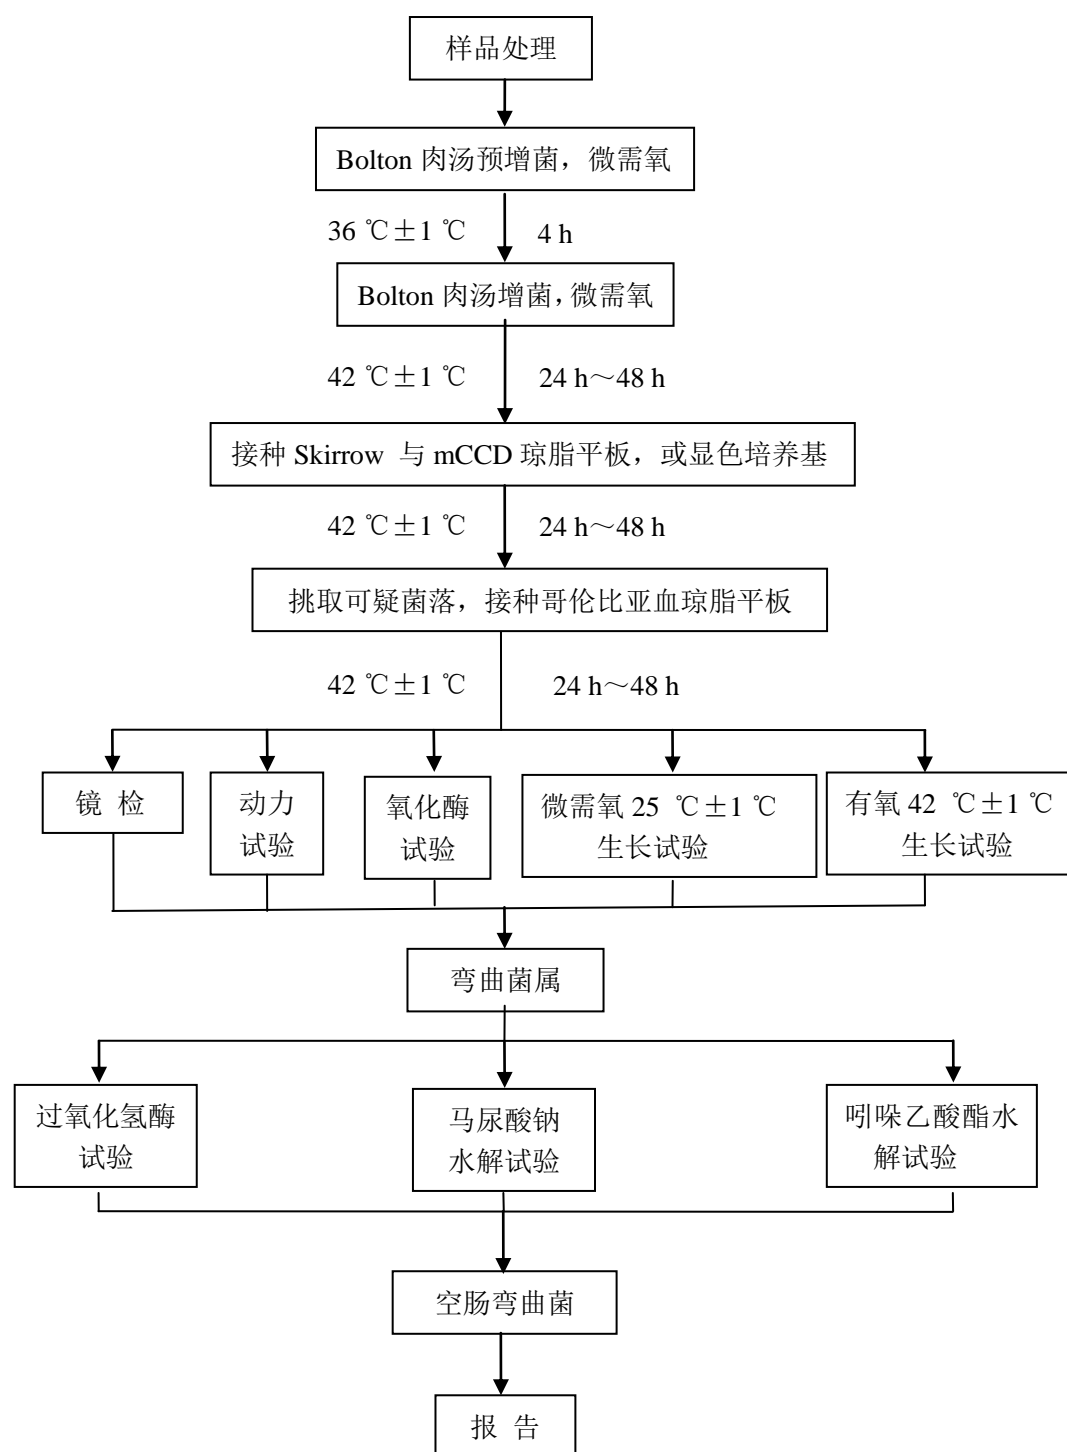 样品处理
Bolton 肉汤预增菌，微需氧
36 ℃±1 ℃ 4 h
Bolton 肉汤增菌，微需氧
42 ℃±1 ℃ 24 h～48 h
接种 Skirrow 与 mCCD 琼脂平板，或显色培养基
42 ℃±1 ℃ 24 h～48 h
挑取可疑菌落，接种哥伦比亚血琼脂平板
42 ℃±1 ℃ 24 h～48 h
镜 检
动力
试验
氧化酶
试验
微需氧 25 ℃±1 ℃
生长试验
有氧 42 ℃±1 ℃
生长试验
弯曲菌属
过氧化氢酶
试验
马尿酸钠
水解试验
吲哚乙酸酯水
解试验
空肠弯曲菌
报 告